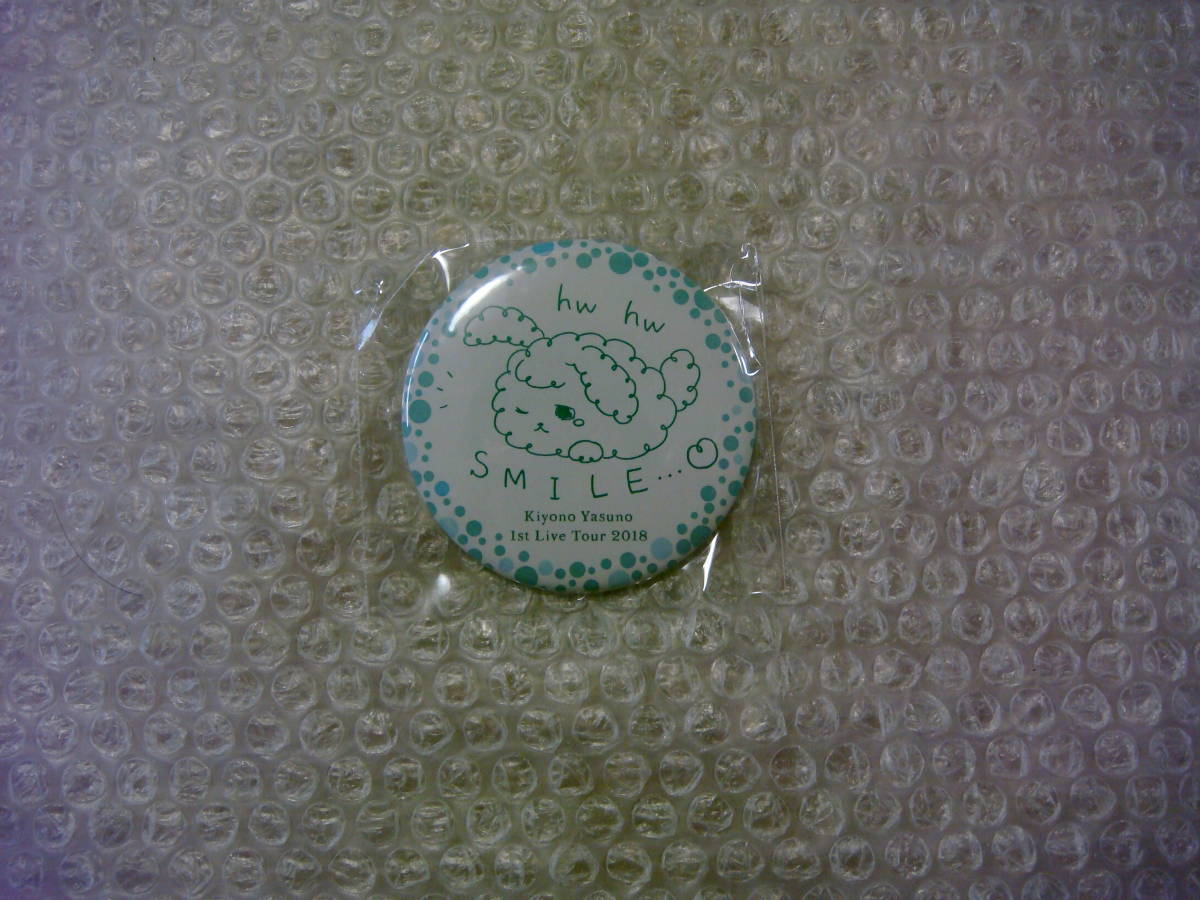 hw hw
SMILE...
Kiyono Yasuno
1st Live Tour 2018